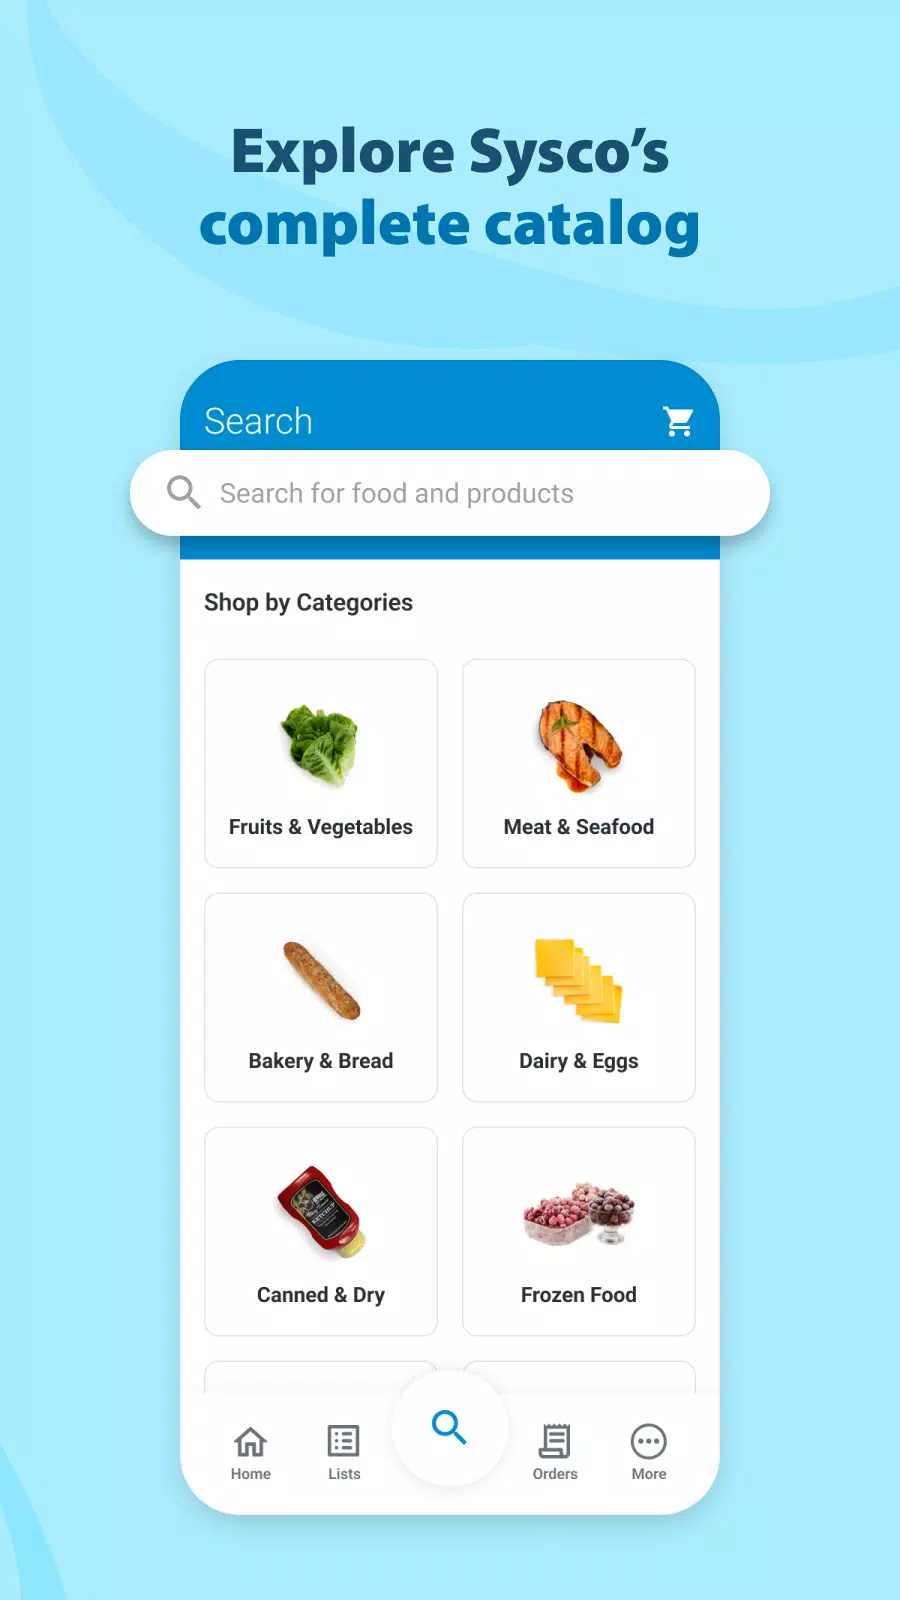 Explore Sysco’s
complete catalog
Search
Search for food and products
Shop by Categories
Fruits & Vegetables
Meat & Seafood
Bakery & Bread
Dairy & Eggs
KETCHUP
Canned & Dry
Frozen Food
Home
Lists
Orders
More